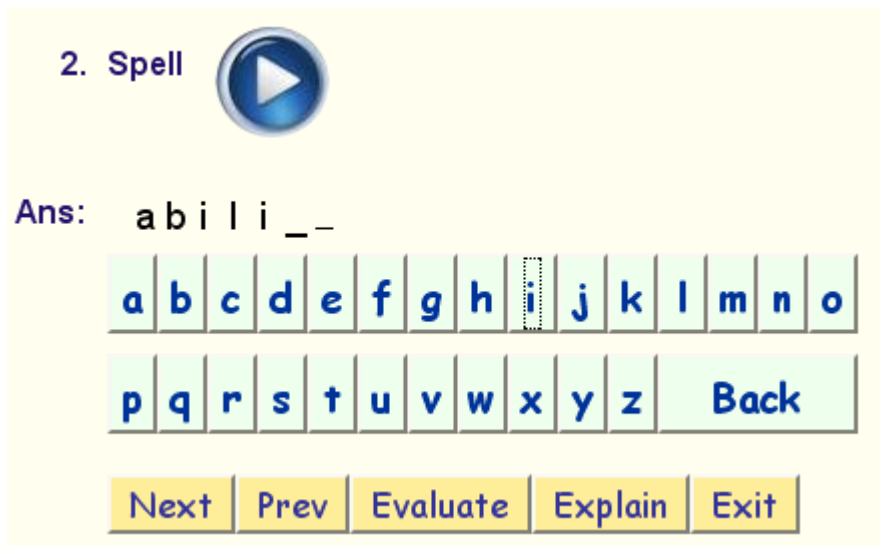 2. Spell
Ans: a b i l i _ _
a b c d e f g h i j k l m n o
p q r s t u v w x y z Back
Next Prev Evaluate Explain Exit